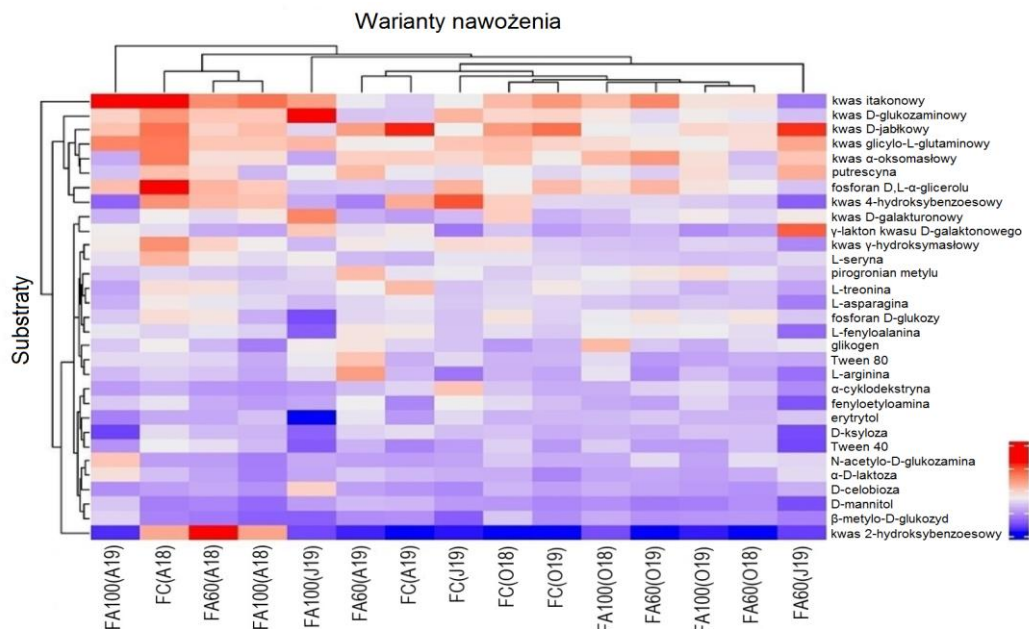 Warianty nawożenia
Substraty
kwas itakonowy
kwas D-glukozaminowy
kwas D-jabłkowy
kwas glicylo-L-glutaminowy
kwas α-oksomasłowy
putrescyna
fosforan D,L-α-glicerolu
kwas 4-hydroksybenzoesowy
kwas D-galakturonowy
γ-lakton kwasu D-galaktonowego
kwas γ-hydroksymasłowy
L-seryna
pirogronian metylu
L-treonina
L-asparagina
fosforan D-glukozy
L-fenyloalanina
glikogen
Tween 80
L-arginina
α-cyklodekstryna
fenyloetyloamina
erytrytol
D-ksyloza
Tween 40
N-acetylo-D-glukozamina
α-D-laktoza
D-celobioza
D-mannitol
β-metylo-D-glukozyd
kwas 2-hydroksybenzoesowy
FA100(A19)
FC(A18)
FA60(A18)
FA100(A18)
FA100(J19)
FA60(A19)
FC(A19)
FC(J19)
FC(O18)
FC(O19)
FA100(O18)
FA60(O19)
FA100(O19)
FA60(O18)
FA60(J19)